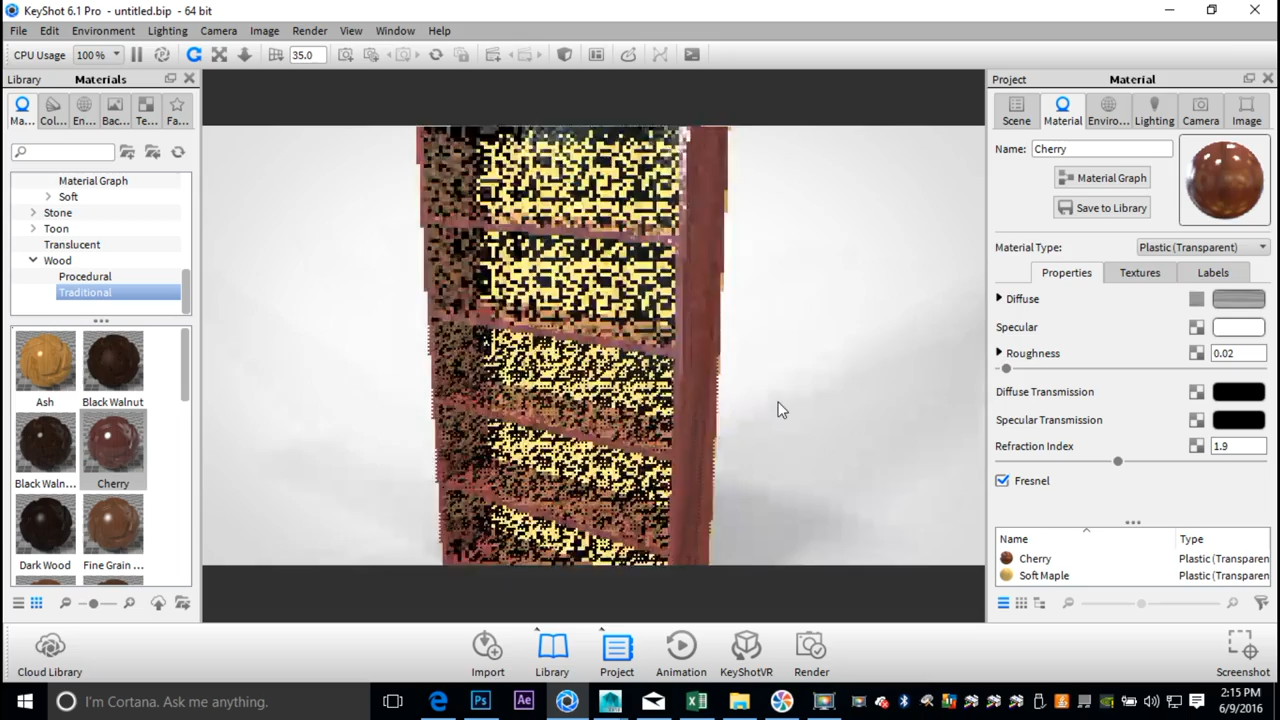 KeyShot 6.1 Pro - untitled.bip - 64 bit
File Edit Environment Lighting Camera Image Render View Window Help
CPU Usage 100 % 35.0
Library Materials
Project Material
Ma... Col... En... Bac... Te... Fa...
Scene Material Enviro... Lighting Camera Image
Name: Cherry
Material Graph
Save to Library
Material Graph
Soft
Stone
Toon
Translucent
Wood
Procedural
Traditional
Material Type: Plastic (Transparent)
Properties Textures Labels
Diffuse
Specular
Roughness 0.02
Diffuse Transmission
Specular Transmission
Refraction Index 1.9
Fresnel
Ash Black Walnut
Black Waln... Cherry
Dark Wood Fine Grain ...
Name Type
Cherry Plastic (Transparen
Soft Maple Plastic (Transparen
Cloud Library Import Library Project Animation KeyShotVR Render Screenshot
I'm Cortana. Ask me anything.
Ps Ae
2:15 PM
6/9/2016